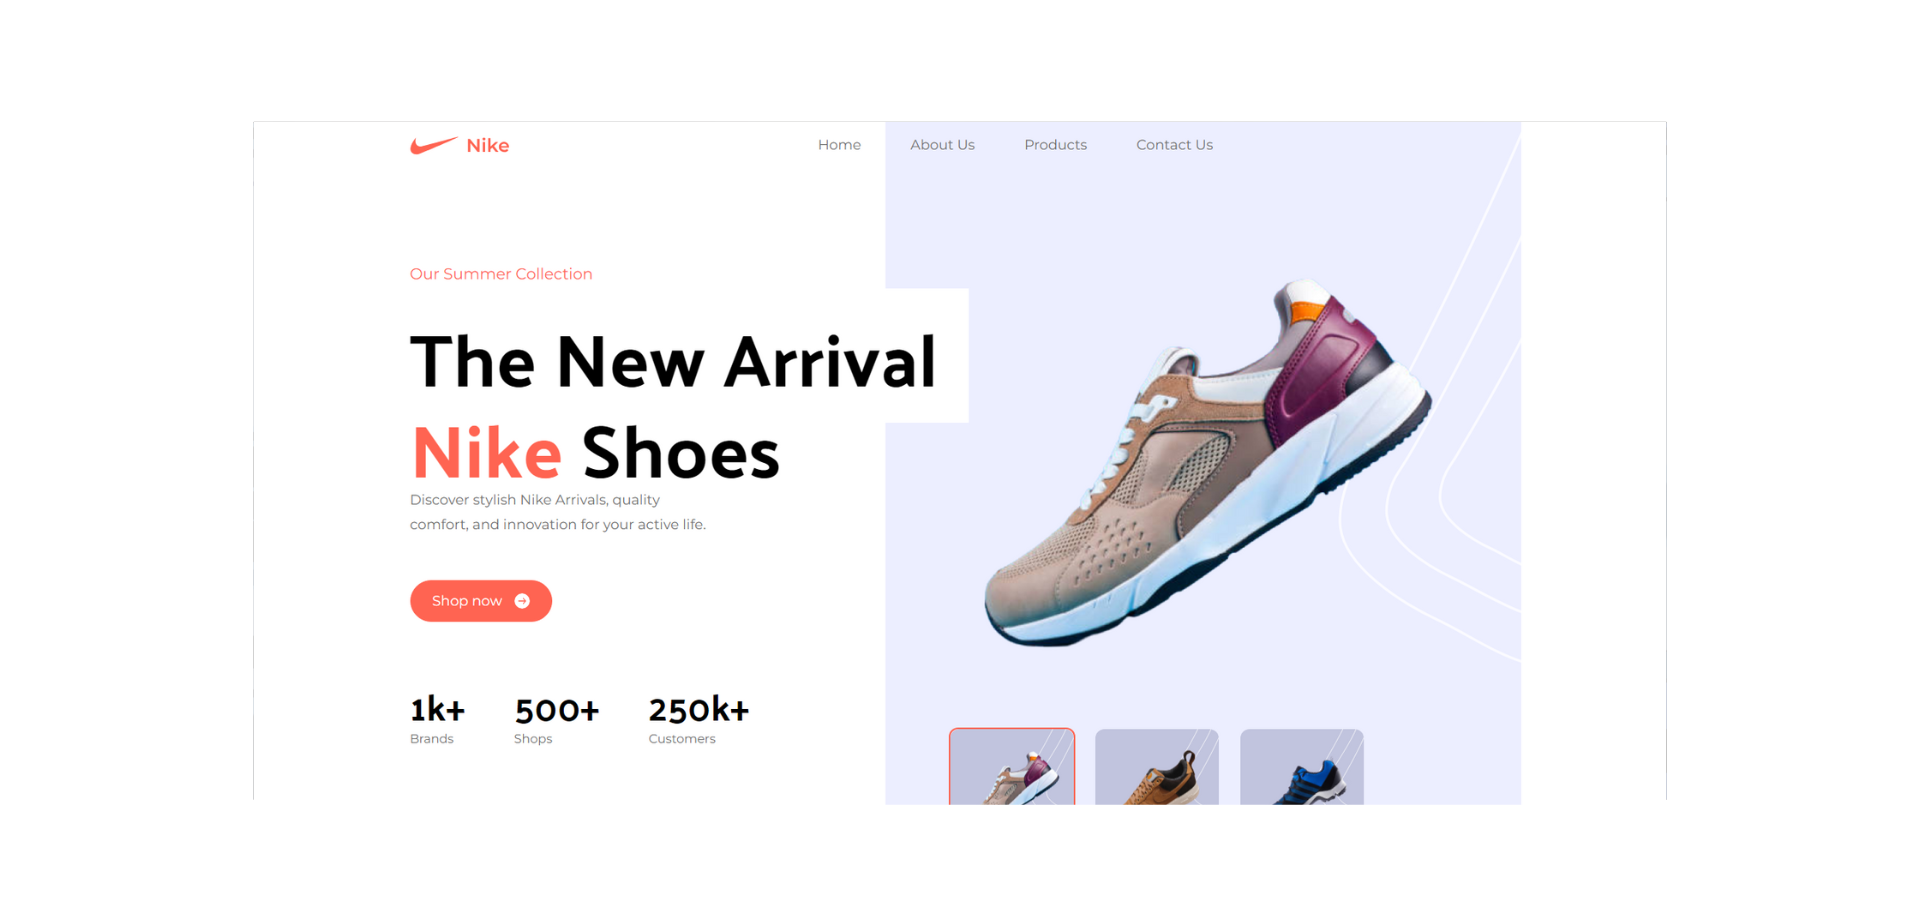 Nike
Home About Us Products Contact Us
Our Summer Collection
The New Arrival
Nike Shoes
Discover stylish Nike Arrivals, quality
comfort, and innovation for your active life.
Shop now
1k+ 500+ 250k+
Brands Shops Customers